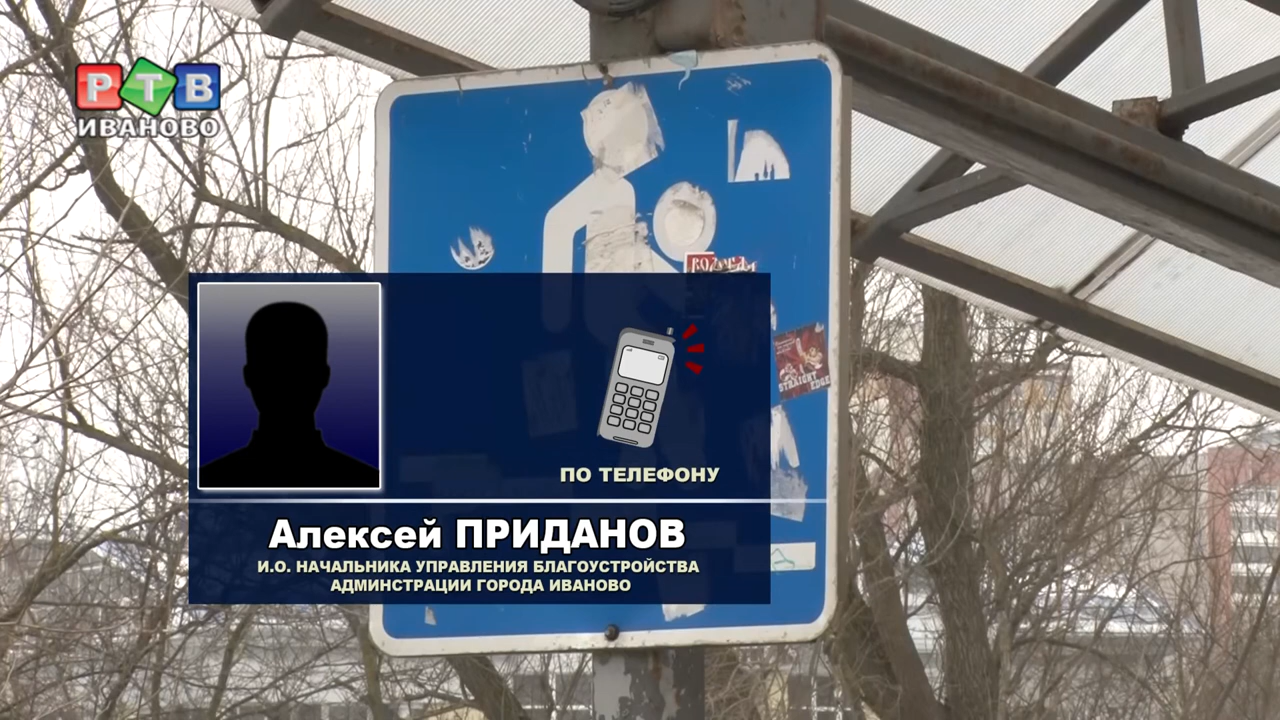 РТВ
ИВАНОВО
STRAIGHT
EDGE
ПО ТЕЛЕФОНУ
Алексей ПРИДАНОВ
И.О. НАЧАЛЬНИКА УПРАВЛЕНИЯ БЛАГОУСТРОЙСТВА
АДМИНСТРАЦИИ ГОРОДА ИВАНОВО